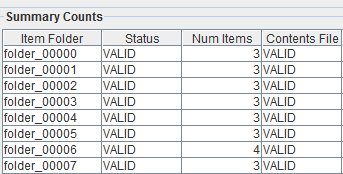 Summary Counts
Item Folder Status Num Items Contents File
folder_00000 VALID 3 VALID
folder_00001 VALID 3 VALID
folder_00002 VALID 3 VALID
folder_00003 VALID 3 VALID
folder_00004 VALID 3 VALID
folder_00005 VALID 3 VALID
folder_00006 VALID 4 VALID
folder_00007 VALID 3 VALID